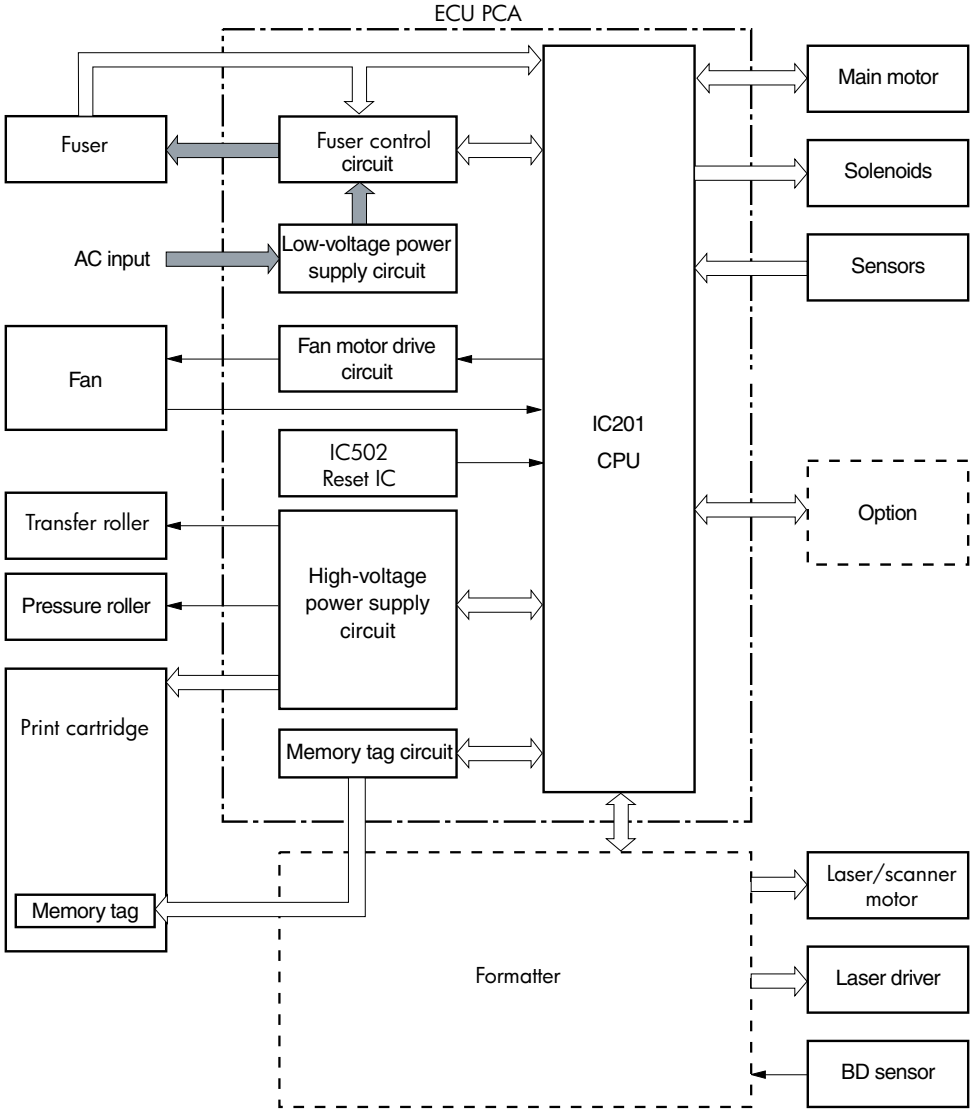 ECU PCA
Main motor
Fuser
Fuser control
circuit
Solenoids
AC input
Low-voltage power
supply circuit
Sensors
Fan
Fan motor drive
circuit
IC201
CPU
IC502
Reset IC
Transfer roller
Option
Pressure roller
High-voltage
power supply
circuit
Print cartridge
Memory tag circuit
Memory tag
Laser/scanner
motor
Formatter
Laser driver
BD sensor